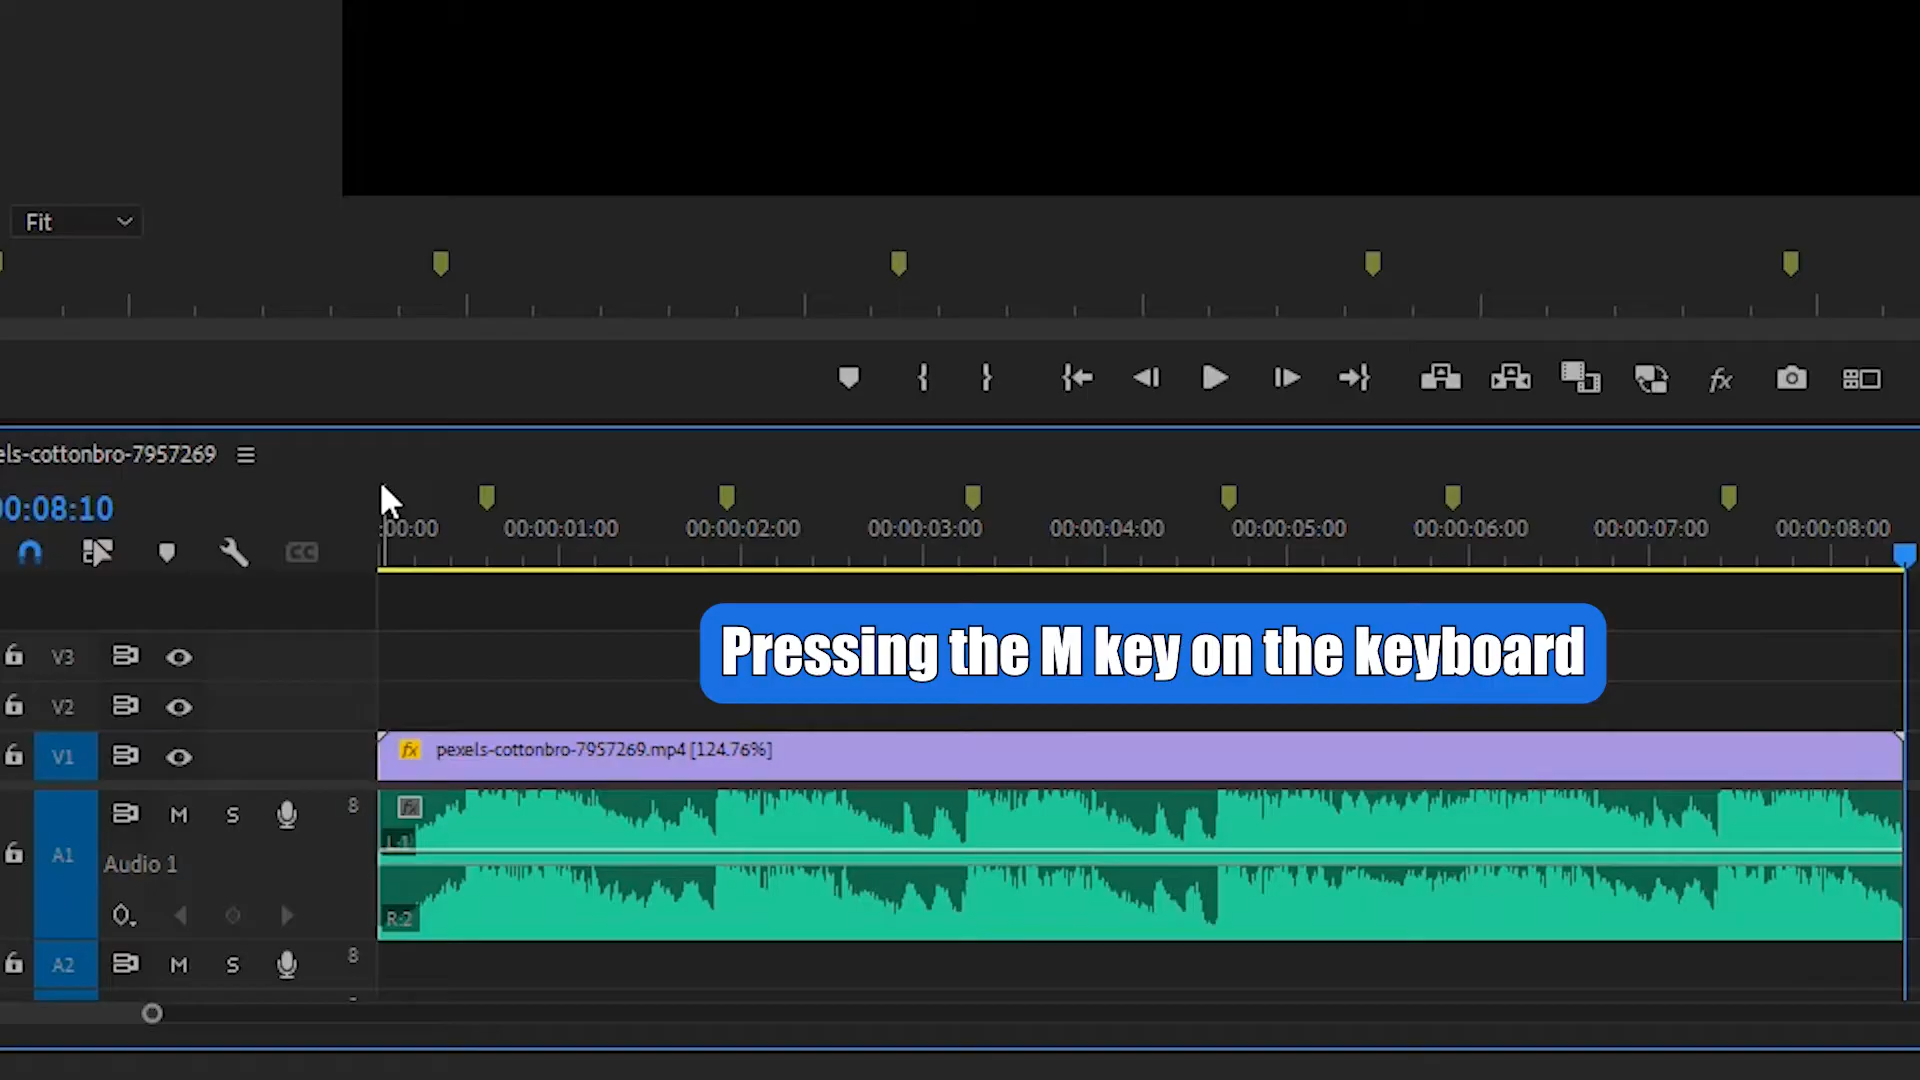 Fit
els-cottonbro-7957269
00:08:10
:00:00 00:00:01:00 00:00:02:00 00:00:03:00 00:00:04:00 00:00:05:00 00:00:06:00 00:00:07:00 00:00:08:00
CC
Pressing the M key on the keyboard
V3
V2
V1
fx pexels-cottonbro-7957269.mp4 [124.76%]
M S 8
fx
A1
Audio 1
R:2
A2 M S 8
fx